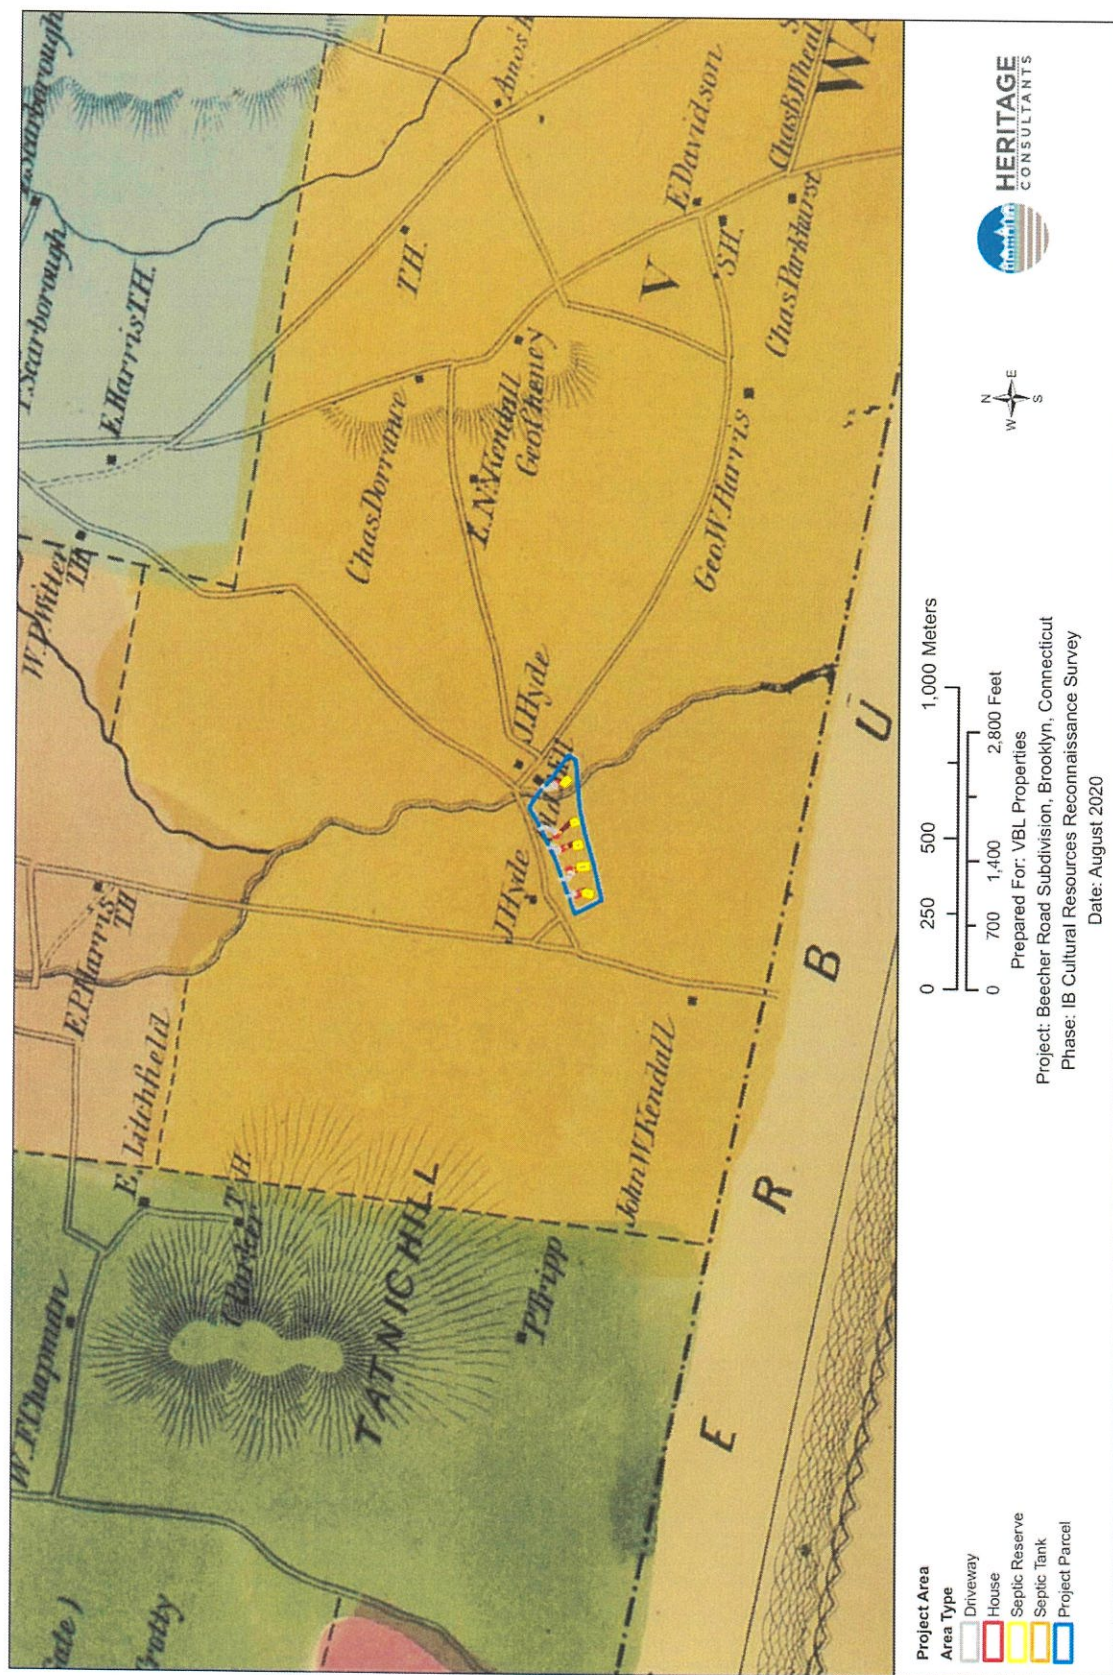 W. F. Chapman
E. Litchfield
E. P. Harris
T H
W. P. Witter
T H
E. Harris T.H.
T. Scarborough
Scarborough
C. Parker T. H.
TATNIC HILL
P. Tripp
John W. Kendall
J. Hyde
J. Hyde
Chas Dorrance
L. N. Kendall
Geo. Cheney
T.H.
E Davidson
S.H.
V
WA
Chas Parkhurst
Geo. W. Harris
E R B U
Project Area
Area Type
Driveway
House
Septic Reserve
Septic Tank
Project Parcel
0 250 500 1,000 Meters
0 700 1,400 2,800 Feet
Prepared For: VBL Properties
Project: Beecher Road Subdivision, Brooklyn, Connecticut
Phase: IB Cultural Resources Reconnaissance Survey
Date: August 2020
N
W E
S
HERITAGE
CONSULTANTS